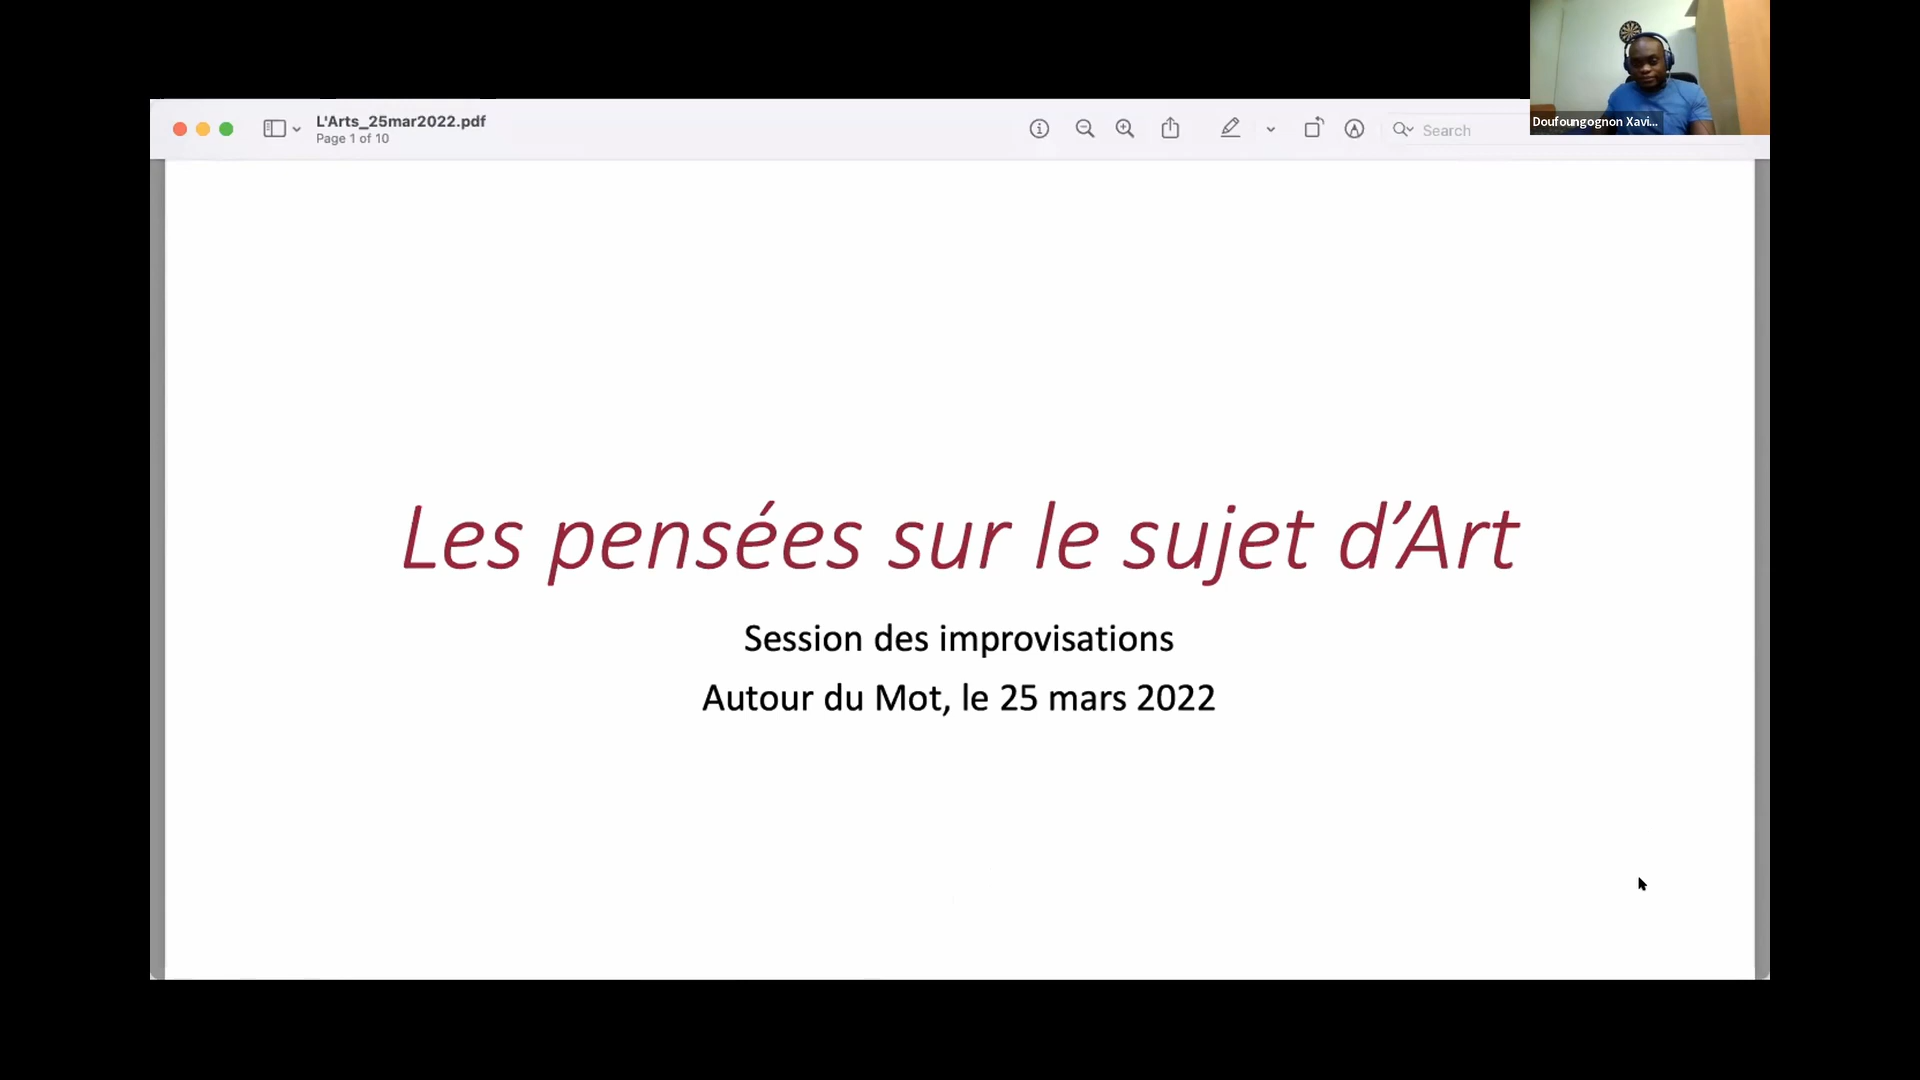 L'Arts_25mar2022.pdf
Page 1 of 10
Search
Doufoungognon Xavi...
Les pensées sur le sujet d’Art
Session des improvisations
Autour du Mot, le 25 mars 2022